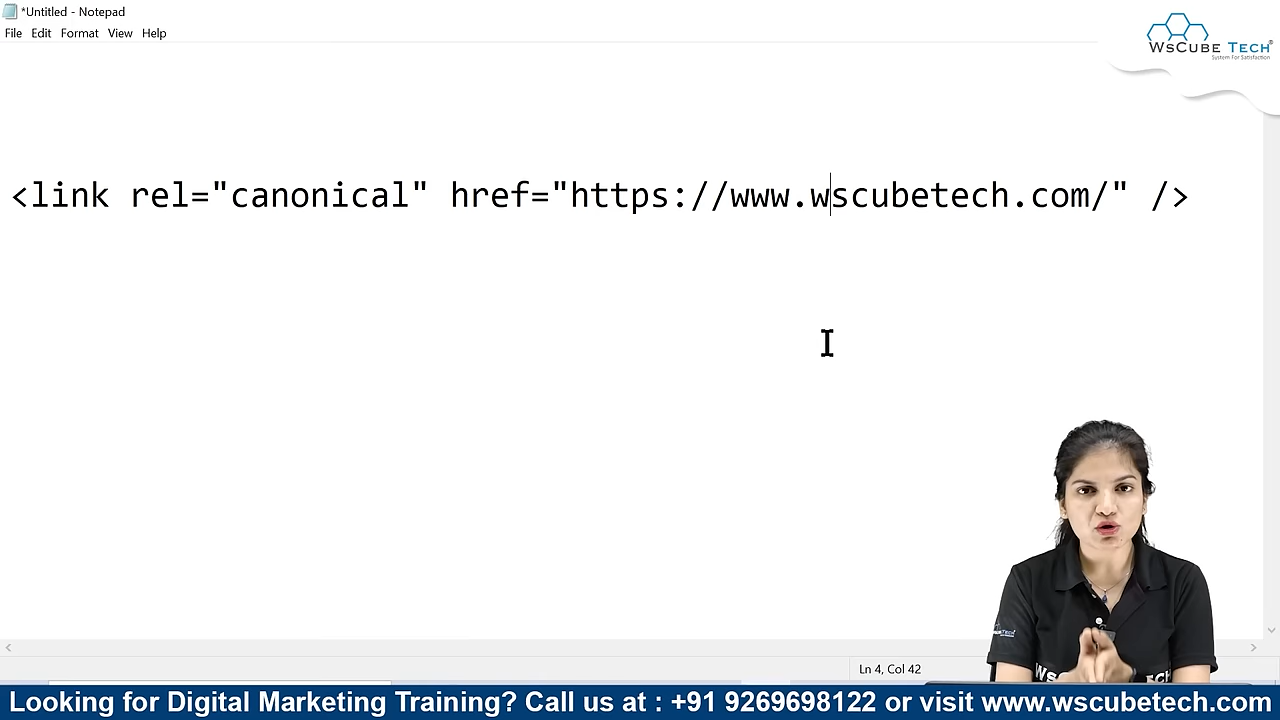 *Untitled - Notepad
File Edit Format View Help
WSCUBE TECH
System For Satisfaction
<link rel="canonical" href="https://www.wscubetech.com/" />
Ln 4, Col 42
Looking for Digital Marketing Training? Call us at : +91 9269698122 or visit www.wscubetech.com